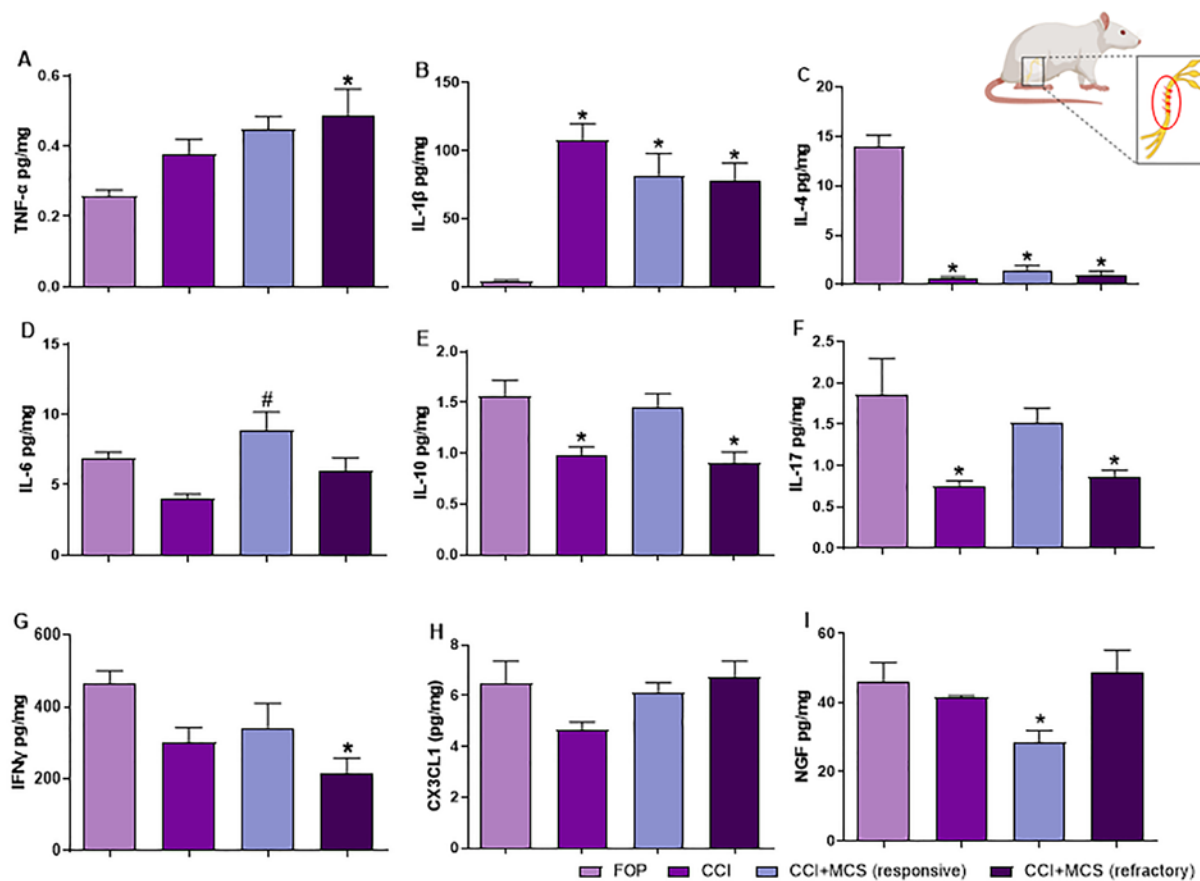 A
TNF-α pg/mg
0.6
0.4
0.2
0.0
*
B
IL-1β pg/mg
150
100
50
0
*
*
*
C
IL-4 pg/mg
20
15
10
5
0
*
*
*
D
IL-6 pg/mg
15
10
5
0
#
E
IL-10 pg/mg
2.0
1.5
1.0
0.5
0.0
*
*
F
IL-17 pg/mg
2.5
2.0
1.5
1.0
0.5
0.0
*
*
G
IFNγ pg/mg
600
400
200
0
*
H
CX3CL1 (pg/mg)
8
6
4
2
0
I
NGF pg/mg
60
40
20
0
*
FOP CCI CCI+MCS (responsive) CCI+MCS (refractory)